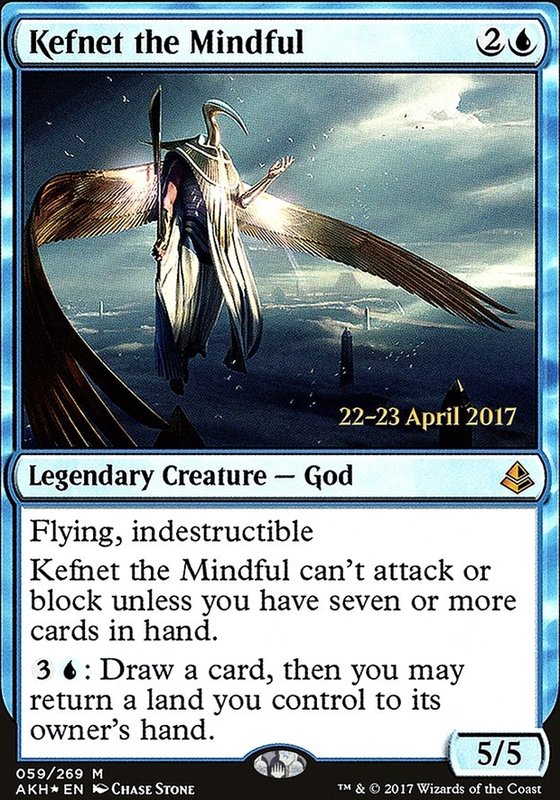 Kefnet the Mindful 2
22–23 April 2017
Legendary Creature — God
Flying, indestructible
Kefnet the Mindful can't attack or
block unless you have seven or more
cards in hand.
3 : Draw a card, then you may
return a land you control to its
owner's hand.
5/5
059/269 M
AKH★EN Chase Stone
™ & © 2017 Wizards of the Coast